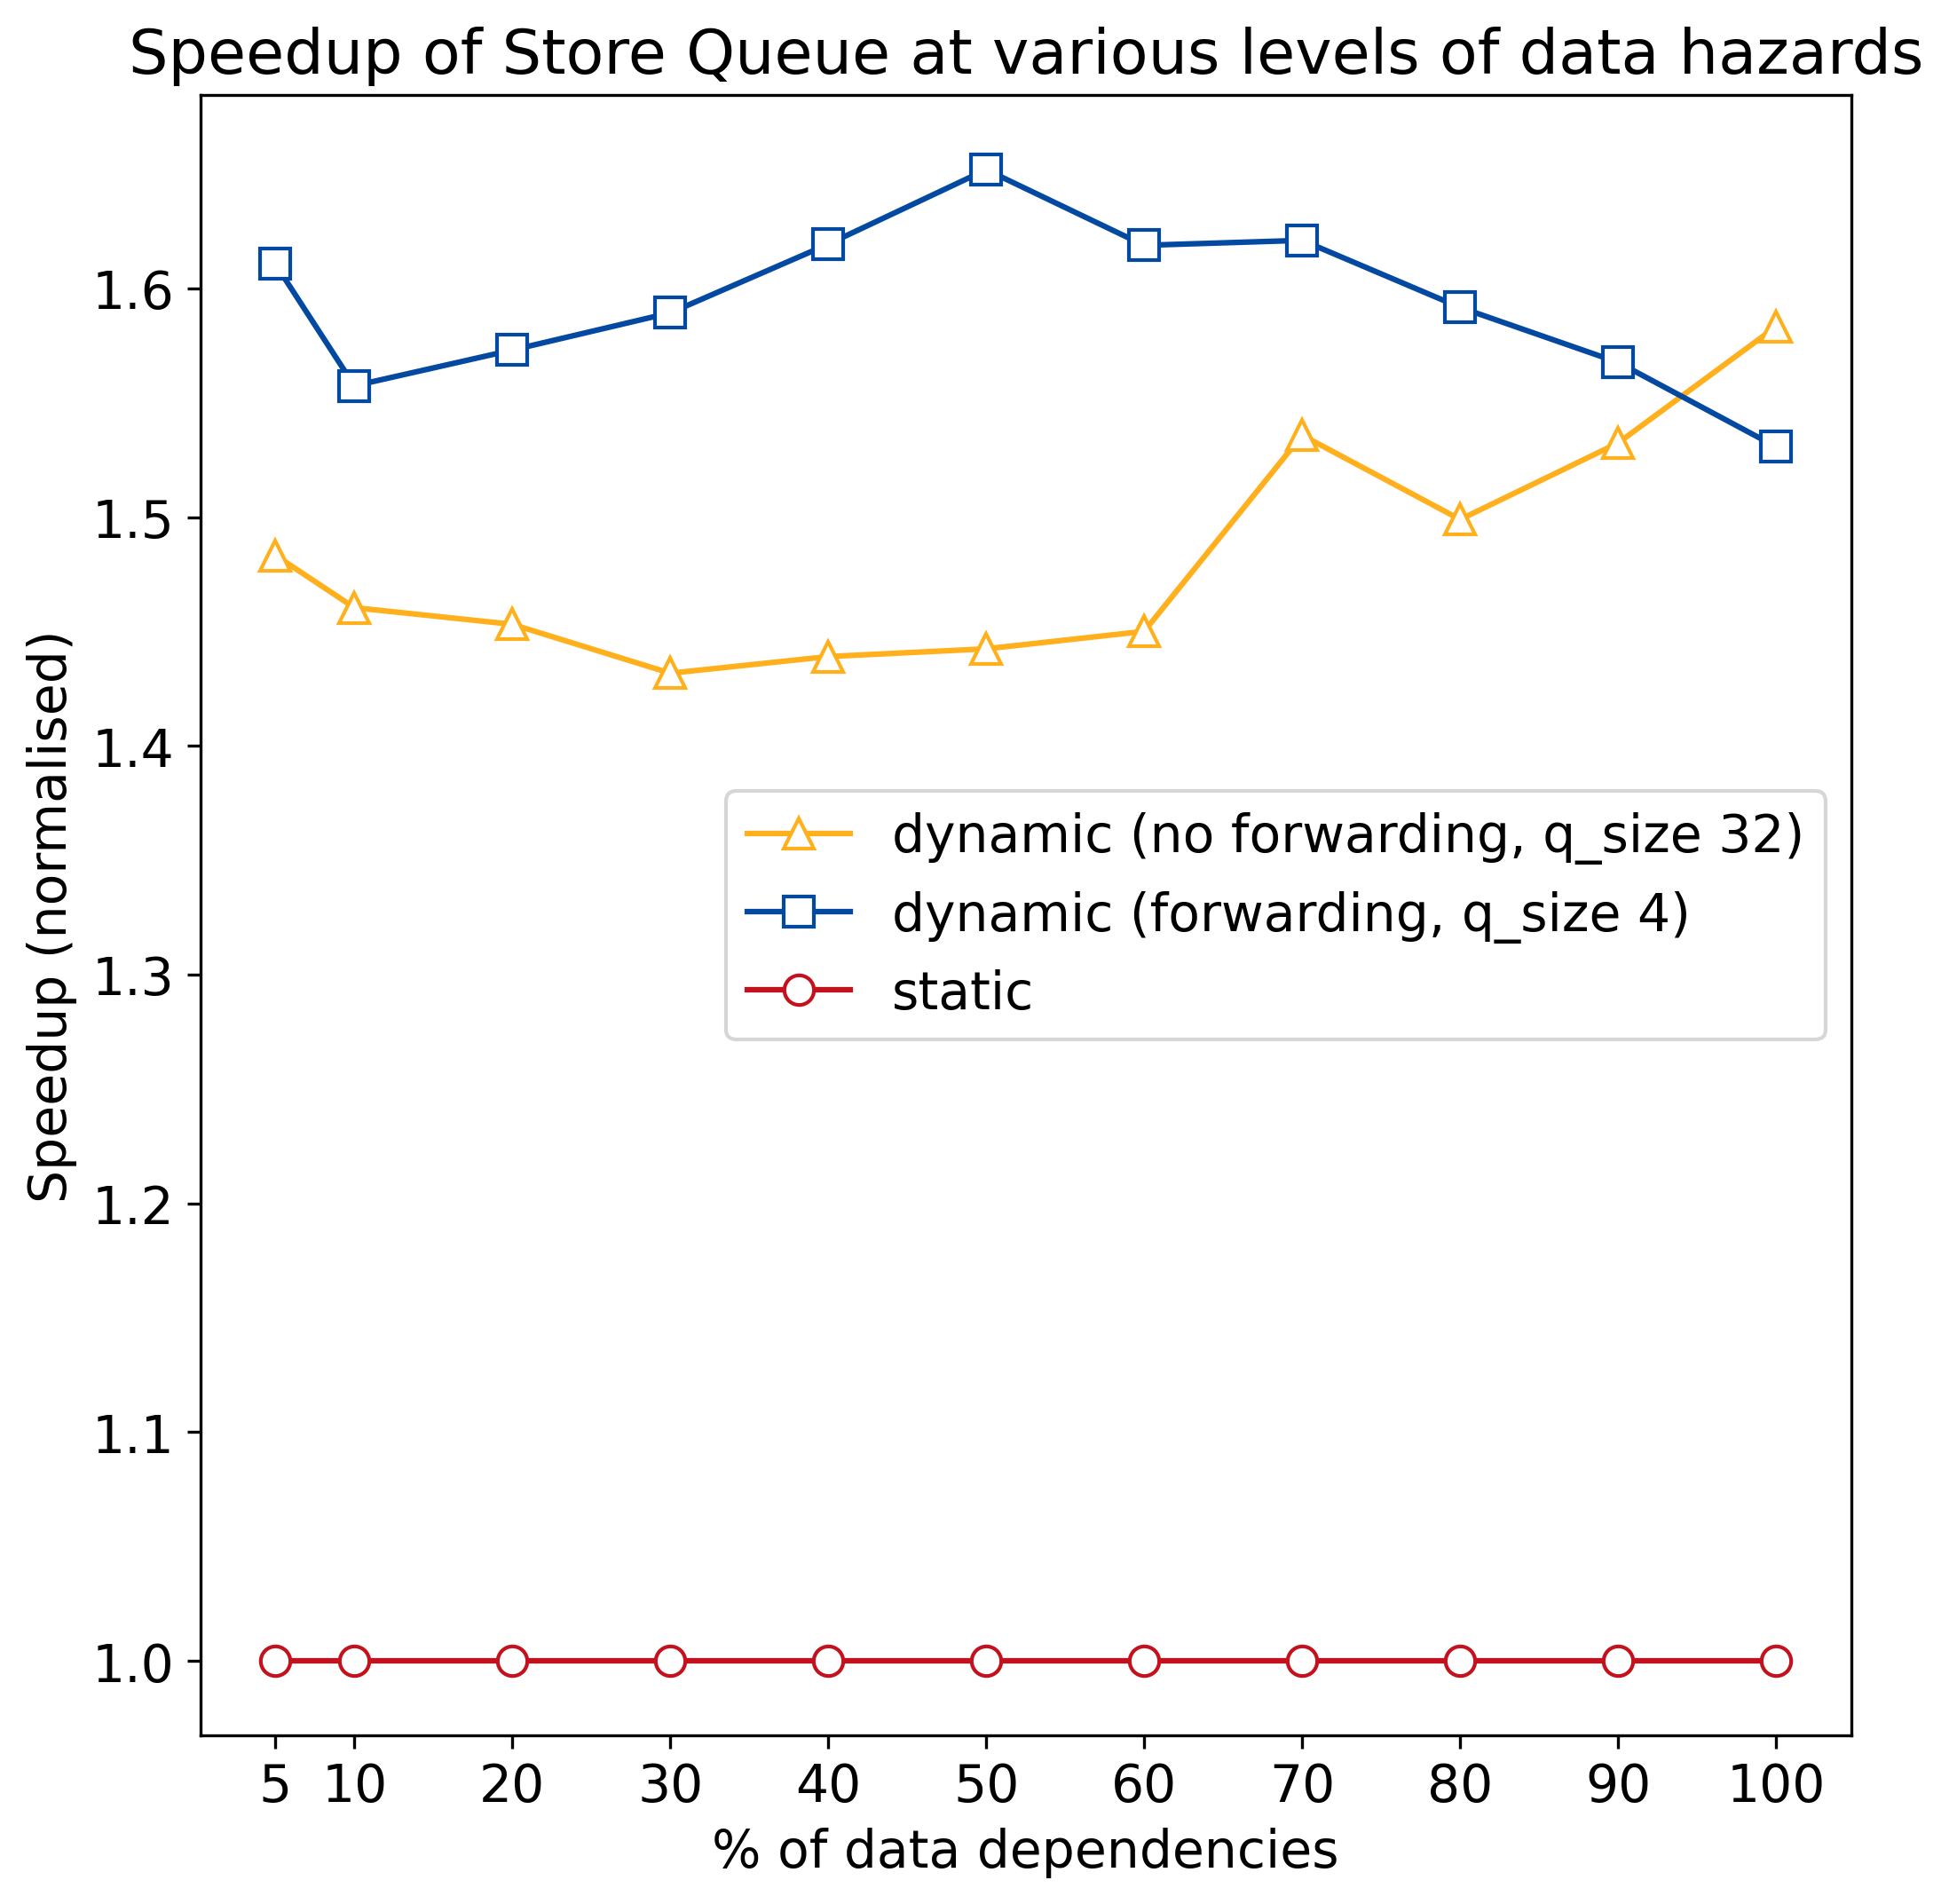 Speedup of Store Queue at various levels of data hazards
Speedup (normalised)
1.6
1.5
1.4
1.3
1.2
1.1
1.0
dynamic (no forwarding, q_size 32)
dynamic (forwarding, q_size 4)
static
5 10 20 30 40 50 60 70 80 90 100
% of data dependencies